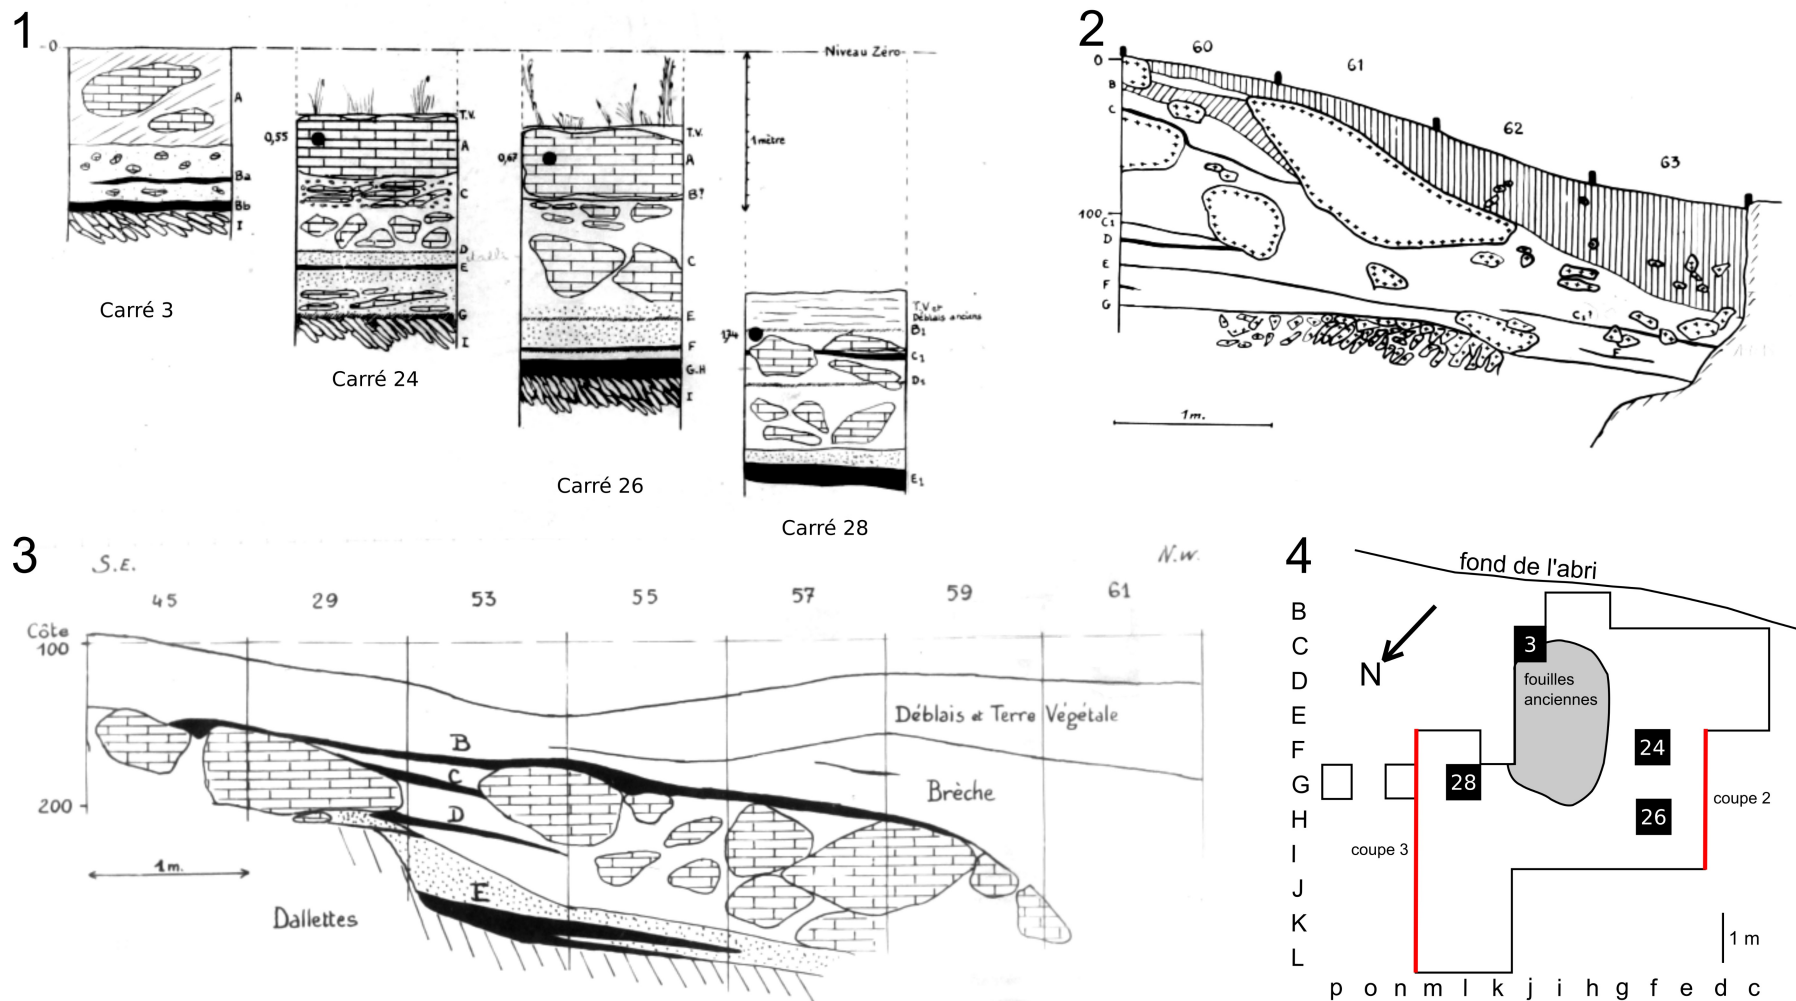 1
0
Niveau Zéro
A
Ba
Bb
I
Carré 3
0,55
T.V.
A
C
D
E
G
I
Carré 24
0,67
T.V.
A
B?
C
E
F
G.H
I
Carré 26
1 mètre
T.V et
Déblais anciens
B1
C1
D1
E1
Carré 28
2
60
61
62
63
0
B
C
100
C1
D
E
F
G
C1?
F
1m.
3
S.E.
N.W.
45
29
53
55
57
59
61
Côte
100
200
Déblais et Terre Végétale
B
C
Brèche
D
1m.
E
Dallettes
4
fond de l'abri
B
C
D
E
F
G
H
I
J
K
L
N
3
fouilles
anciennes
24
28
26
coupe 2
coupe 3
1 m
p o n m l k j i h g f e d c